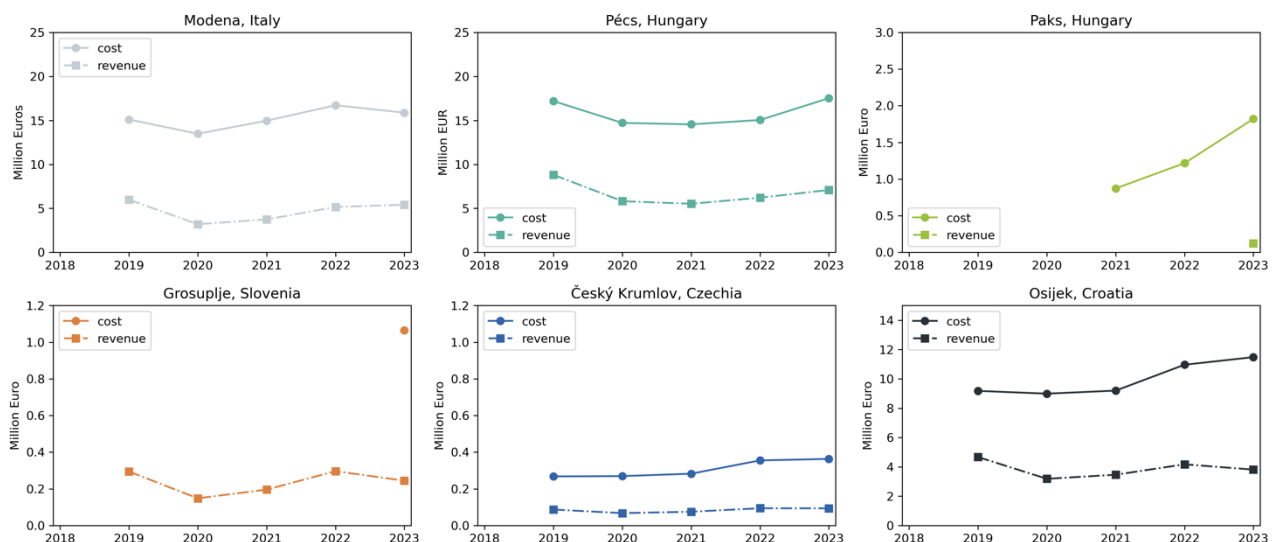 Modena, Italy
25
20
15
10
5
0
Million Euros
cost
revenue
2018 2019 2020 2021 2022 2023
Pécs, Hungary
25
20
15
10
5
0
Million EUR
cost
revenue
2018 2019 2020 2021 2022 2023
Paks, Hungary
3.0
2.5
2.0
1.5
1.0
0.5
0.0
Million Euro
cost
revenue
2018 2019 2020 2021 2022 2023
Grosuplje, Slovenia
1.2
1.0
0.8
0.6
0.4
0.2
0.0
Million Euro
cost
revenue
2018 2019 2020 2021 2022 2023
Český Krumlov, Czechia
1.2
1.0
0.8
0.6
0.4
0.2
0.0
Million Euro
cost
revenue
2018 2019 2020 2021 2022 2023
Osijek, Croatia
14
12
10
8
6
4
2
0
Million Euro
cost
revenue
2018 2019 2020 2021 2022 2023